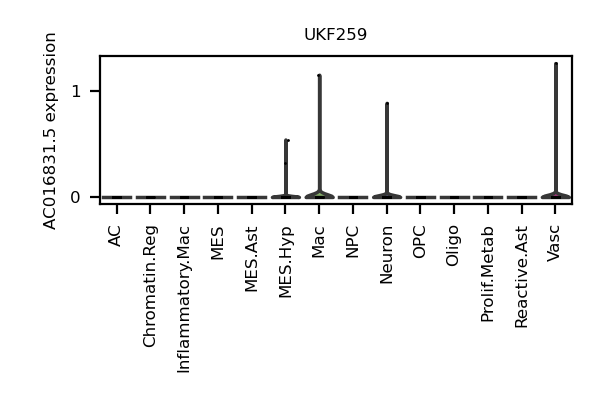 UKF259
AC016831.5 expression
1
0
AC
Chromatin.Reg
Inflammatory.Mac
MES
MES.Ast
MES.Hyp
Mac
NPC
Neuron
OPC
Oligo
Prolif.Metab
Reactive.Ast
Vasc